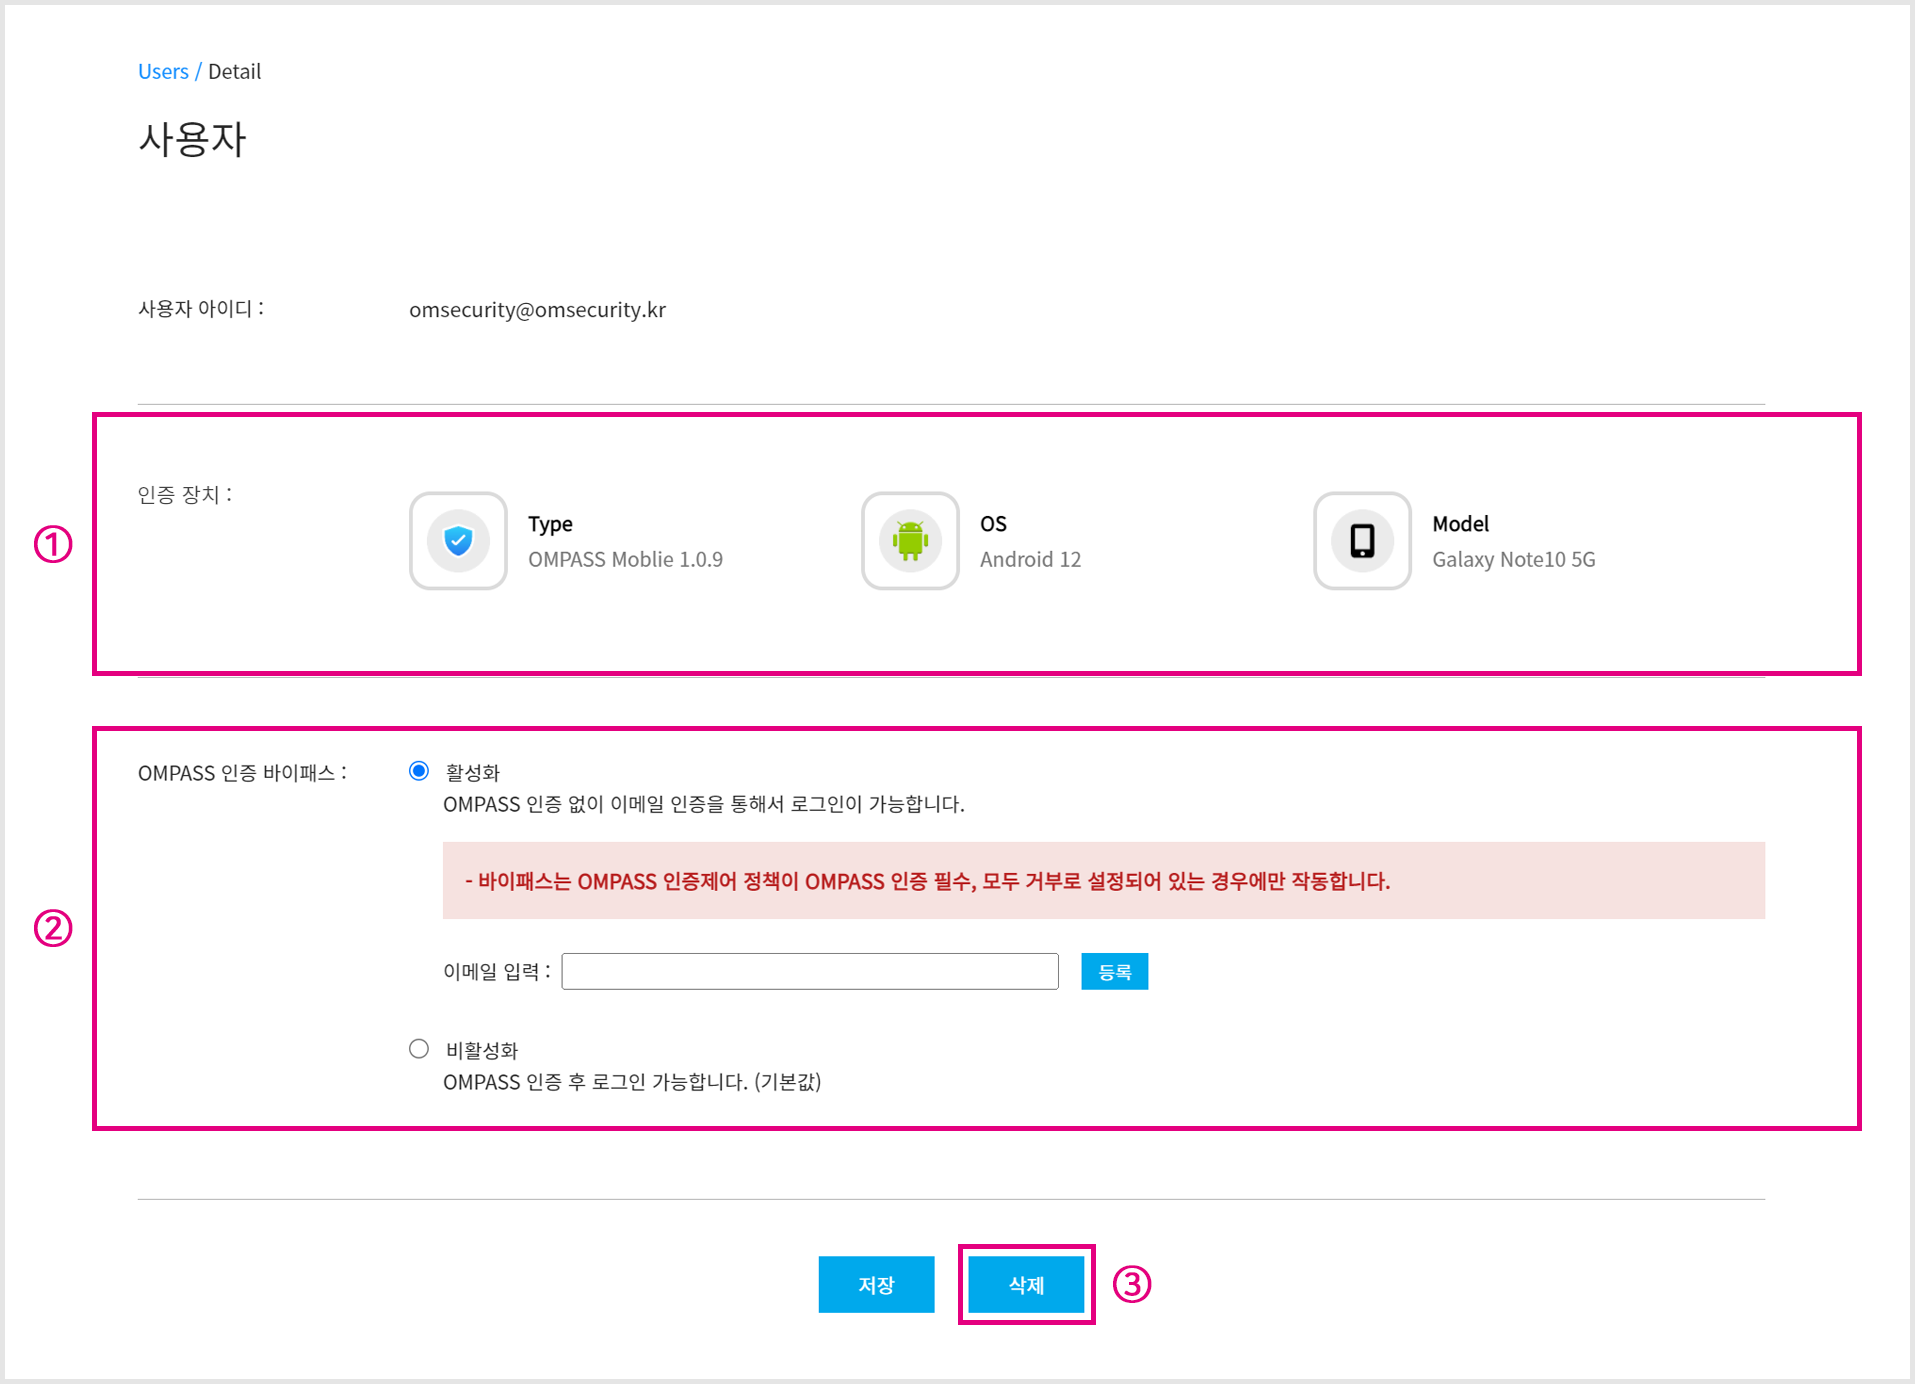 Users / Detail
사용자
사용자 아이디 : omsecurity@omsecurity.kr
①
인증 장치 :
Type
OMPASS Moblie 1.0.9
OS
Android 12
Model
Galaxy Note10 5G
②
OMPASS 인증 바이패스 :
활성화
OMPASS 인증 없이 이메일 인증을 통해서 로그인이 가능합니다.
- 바이패스는 OMPASS 인증제어 정책이 OMPASS 인증 필수, 모두 거부로 설정되어 있는 경우에만 작동합니다.
이메일 입력 : 등록
비활성화
OMPASS 인증 후 로그인 가능합니다. (기본값)
저장 삭제 ③